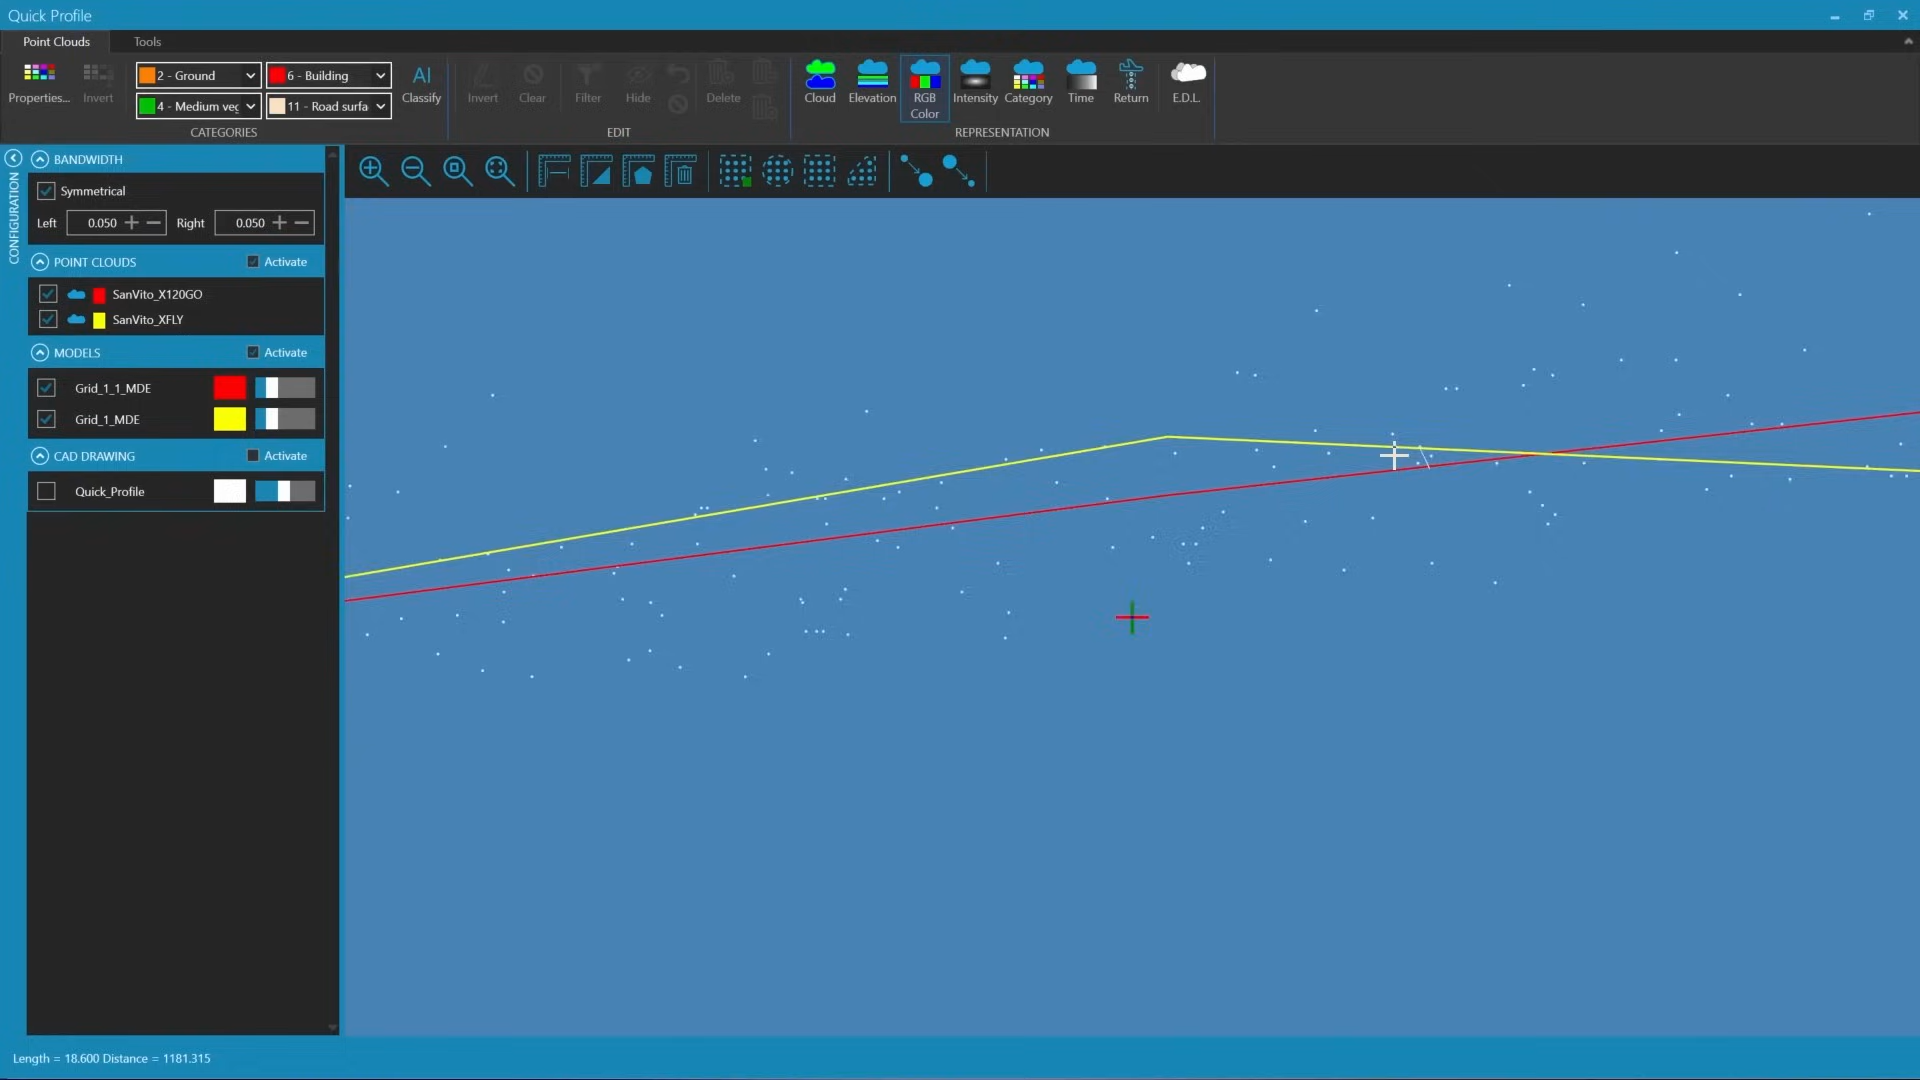 Quick Profile
Point Clouds
Tools
Properties...
Invert
2 - Ground
6 - Building
4 - Medium veg
11 - Road surfa
AI
Classify
CATEGORIES
Invert
Clear
Filter
Hide
Delete
EDIT
Cloud
Elevation
RGB
Color
Intensity
Category
Time
Return
E.D.L.
REPRESENTATION
CONFIGURATION
BANDWIDTH
Symmetrical
Left
0.050
Right
0.050
POINT CLOUDS
Activate
SanVito_X120GO
SanVito_XFLY
MODELS
Activate
Grid_1_1_MDE
Grid_1_MDE
CAD DRAWING
Activate
Quick_Profile
Length = 18.600 Distance = 1181.315